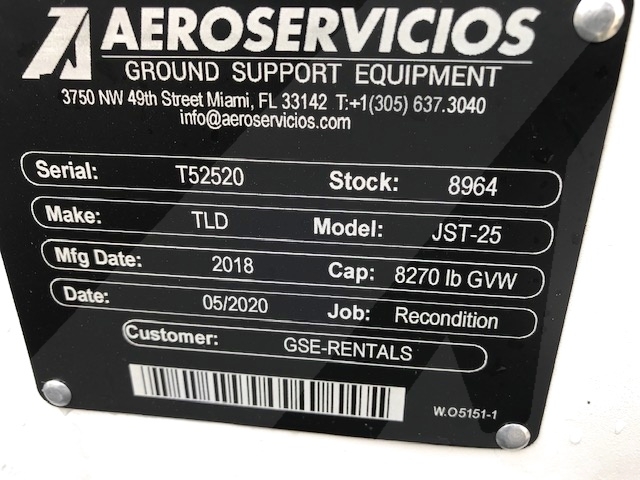 AEROSERVICIOS
GROUND SUPPORT EQUIPMENT
3750 NW 49th Street Miami, FL 33142 T:+1(305) 637.3040
info@aeroservicios.com
Serial: T52520 Stock: 8964
Make: TLD Model: JST-25
Mfg Date: 2018 Cap: 8270 lb GVW
Date: 05/2020 Job: Recondition
Customer: GSE-RENTALS
W.O5151-1